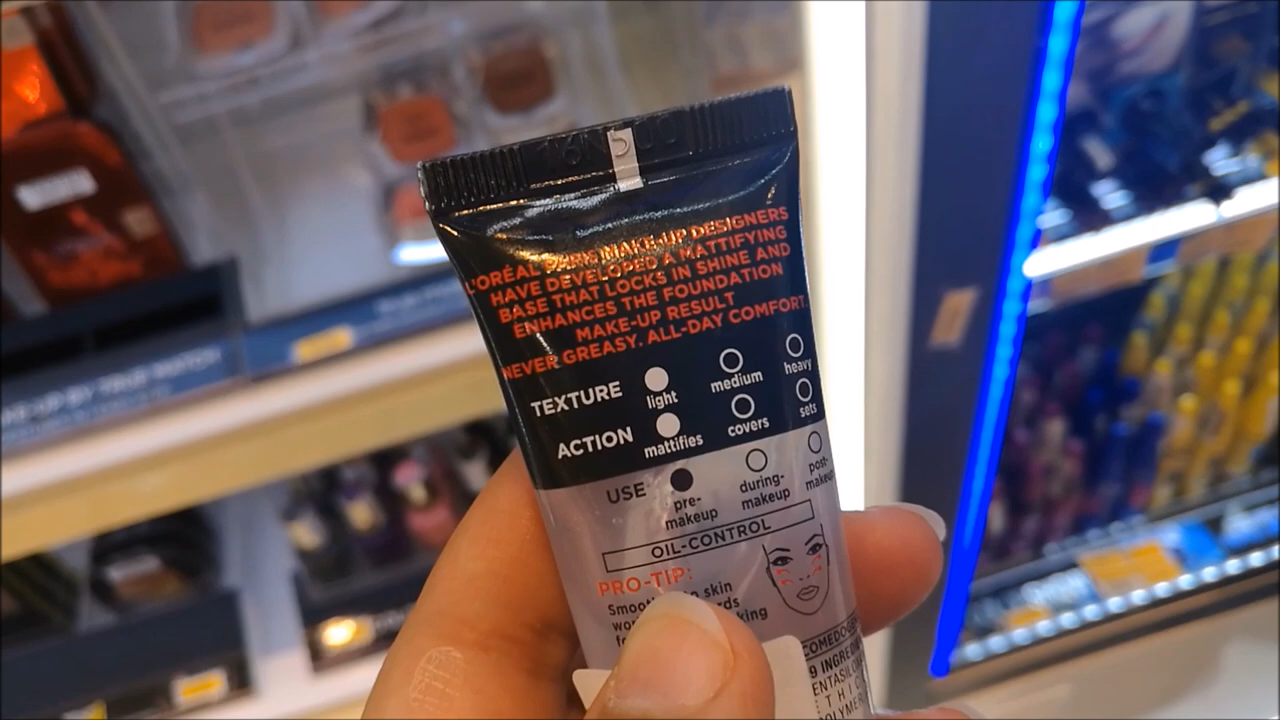 L'ORÉAL PARIS MAKE-UP DESIGNERS
HAVE DEVELOPED A MATTIFYING
BASE THAT LOCKS IN SHINE AND
ENHANCES THE FOUNDATION
MAKE-UP RESULT
NEVER GREASY. ALL-DAY COMFORT.
TEXTURE light medium heavy
ACTION mattifies covers sets
USE pre-makeup during-makeup post-makeup
OIL-CONTROL
PRO-TIP:
skin